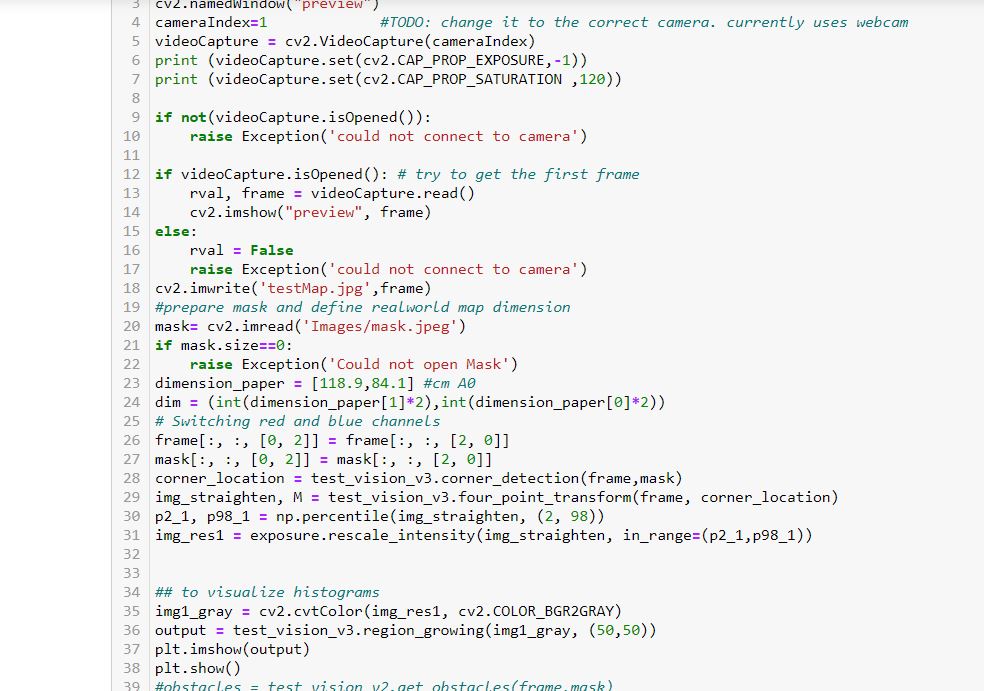 3 cv2.namedWindow("preview")
4 cameraIndex=1 #TODO: change it to the correct camera. currently uses webcam
5 videoCapture = cv2.VideoCapture(cameraIndex)
6 print (videoCapture.set(cv2.CAP_PROP_EXPOSURE,-1))
7 print (videoCapture.set(cv2.CAP_PROP_SATURATION ,120))
8
9 if not(videoCapture.isOpened()):
10     raise Exception('could not connect to camera')
11
12 if videoCapture.isOpened(): # try to get the first frame
13     rval, frame = videoCapture.read()
14     cv2.imshow("preview", frame)
15 else:
16     rval = False
17     raise Exception('could not connect to camera')
18 cv2.imwrite('testMap.jpg',frame)
19 #prepare mask and define realworld map dimension
20 mask= cv2.imread('Images/mask.jpeg')
21 if mask.size==0:
22     raise Exception('Could not open Mask')
23 dimension_paper = [118.9,84.1] #cm A0
24 dim = (int(dimension_paper[1]*2),int(dimension_paper[0]*2))
25 # Switching red and blue channels
26 frame[:, :, [0, 2]] = frame[:, :, [2, 0]]
27 mask[:, :, [0, 2]] = mask[:, :, [2, 0]]
28 corner_location = test_vision_v3.corner_detection(frame,mask)
29 img_straighten, M = test_vision_v3.four_point_transform(frame, corner_location)
30 p2_1, p98_1 = np.percentile(img_straighten, (2, 98))
31 img_res1 = exposure.rescale_intensity(img_straighten, in_range=(p2_1,p98_1))
32
33
34 ## to visualize histograms
35 img1_gray = cv2.cvtColor(img_res1, cv2.COLOR_BGR2GRAY)
36 output = test_vision_v3.region_growing(img1_gray, (50,50))
37 plt.imshow(output)
38 plt.show()
39 #obstacles = test_vision_v2.get_obstacles(frame,mask)